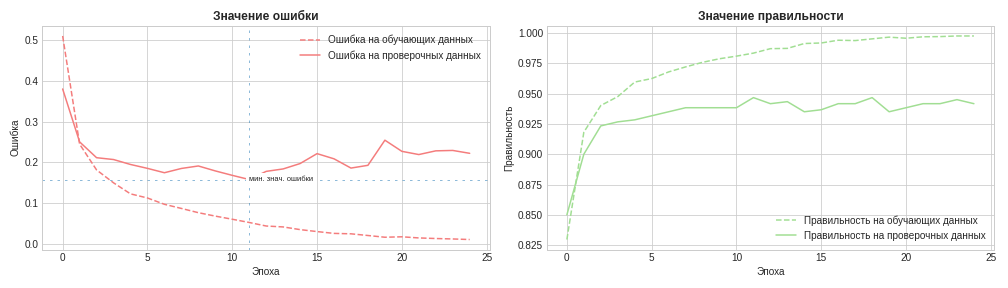 Значение ошибки
Ошибка на обучающих данных
Ошибка на проверочных данных
0.5
0.4
0.3
0.2
0.1
0.0
Ошибка
мин. знач. ошибки
0 5 10 15 20 25
Эпоха
Значение правильности
1.000
0.975
0.950
0.925
0.900
0.875
0.850
0.825
Правильность
Правильность на обучающих данных
Правильность на проверочных данных
0 5 10 15 20 25
Эпоха